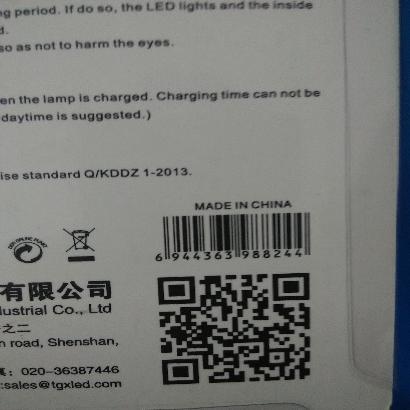 ng period. If do so, the LED lights and the inside
d.
so as not to harm the eyes.
en the lamp is charged. Charging time can not be
daytime is suggested.)
ise standard Q/KDDZ 1-2013.
MADE IN CHINA
6 944363 988244
有限公司
dustrial Co., Ltd
之二
n road, Shenshan,
真: 020-36387446
:sales@tgxled.com